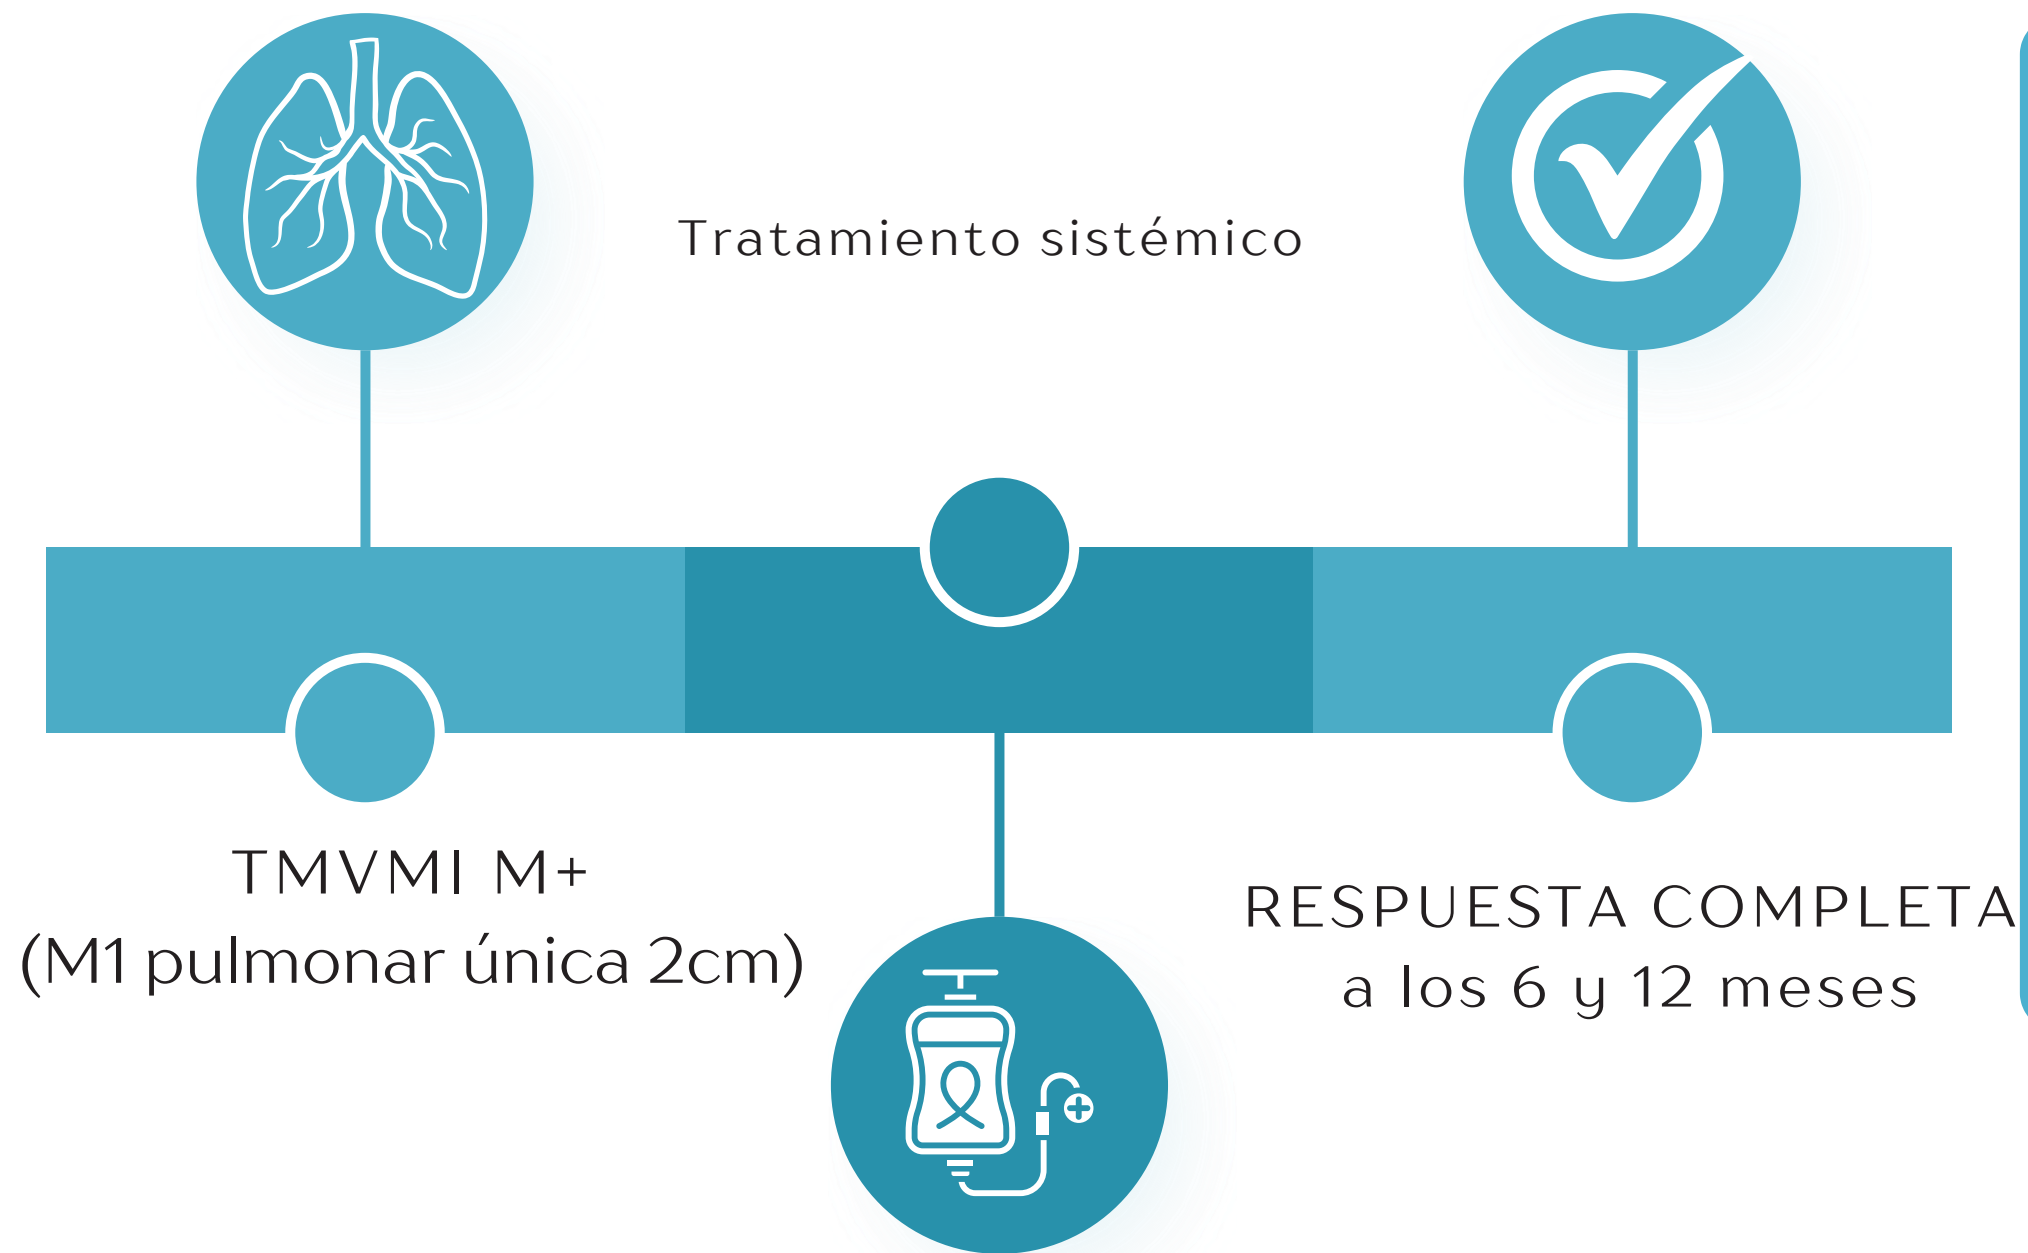 Tratamiento sistémico
TMVMI M+
(M1 pulmonar única 2cm)
RESPUESTA COMPLETA
a los 6 y 12 meses